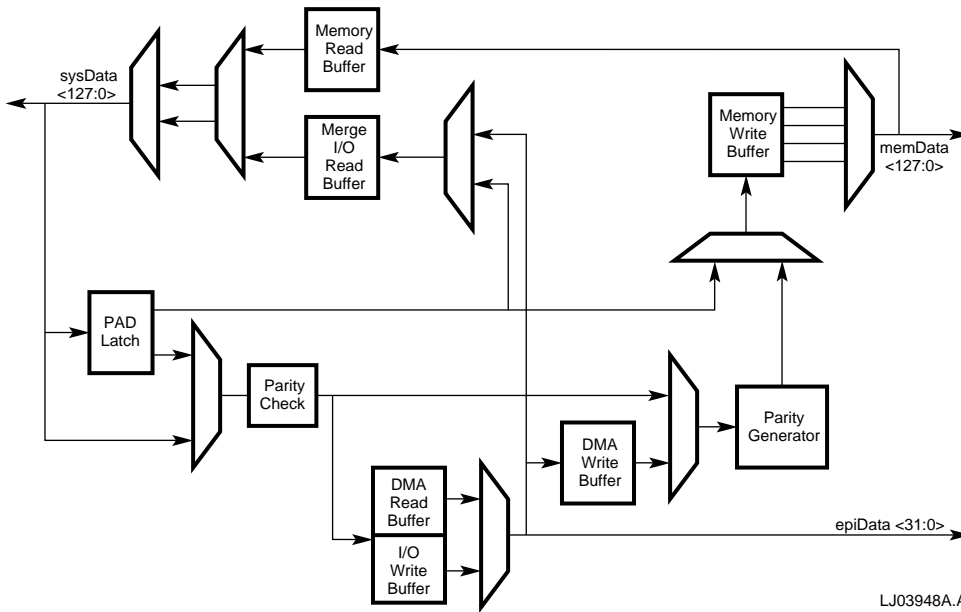 sysData
<127:0>
Memory
Read
Buffer
Merge
I/O
Read
Buffer
Memory
Write
Buffer
memData
<127:0>
PAD
Latch
Parity
Check
DMA
Read
Buffer
I/O
Write
Buffer
DMA
Write
Buffer
Parity
Generator
epiData <31:0>
LJ03948A.A